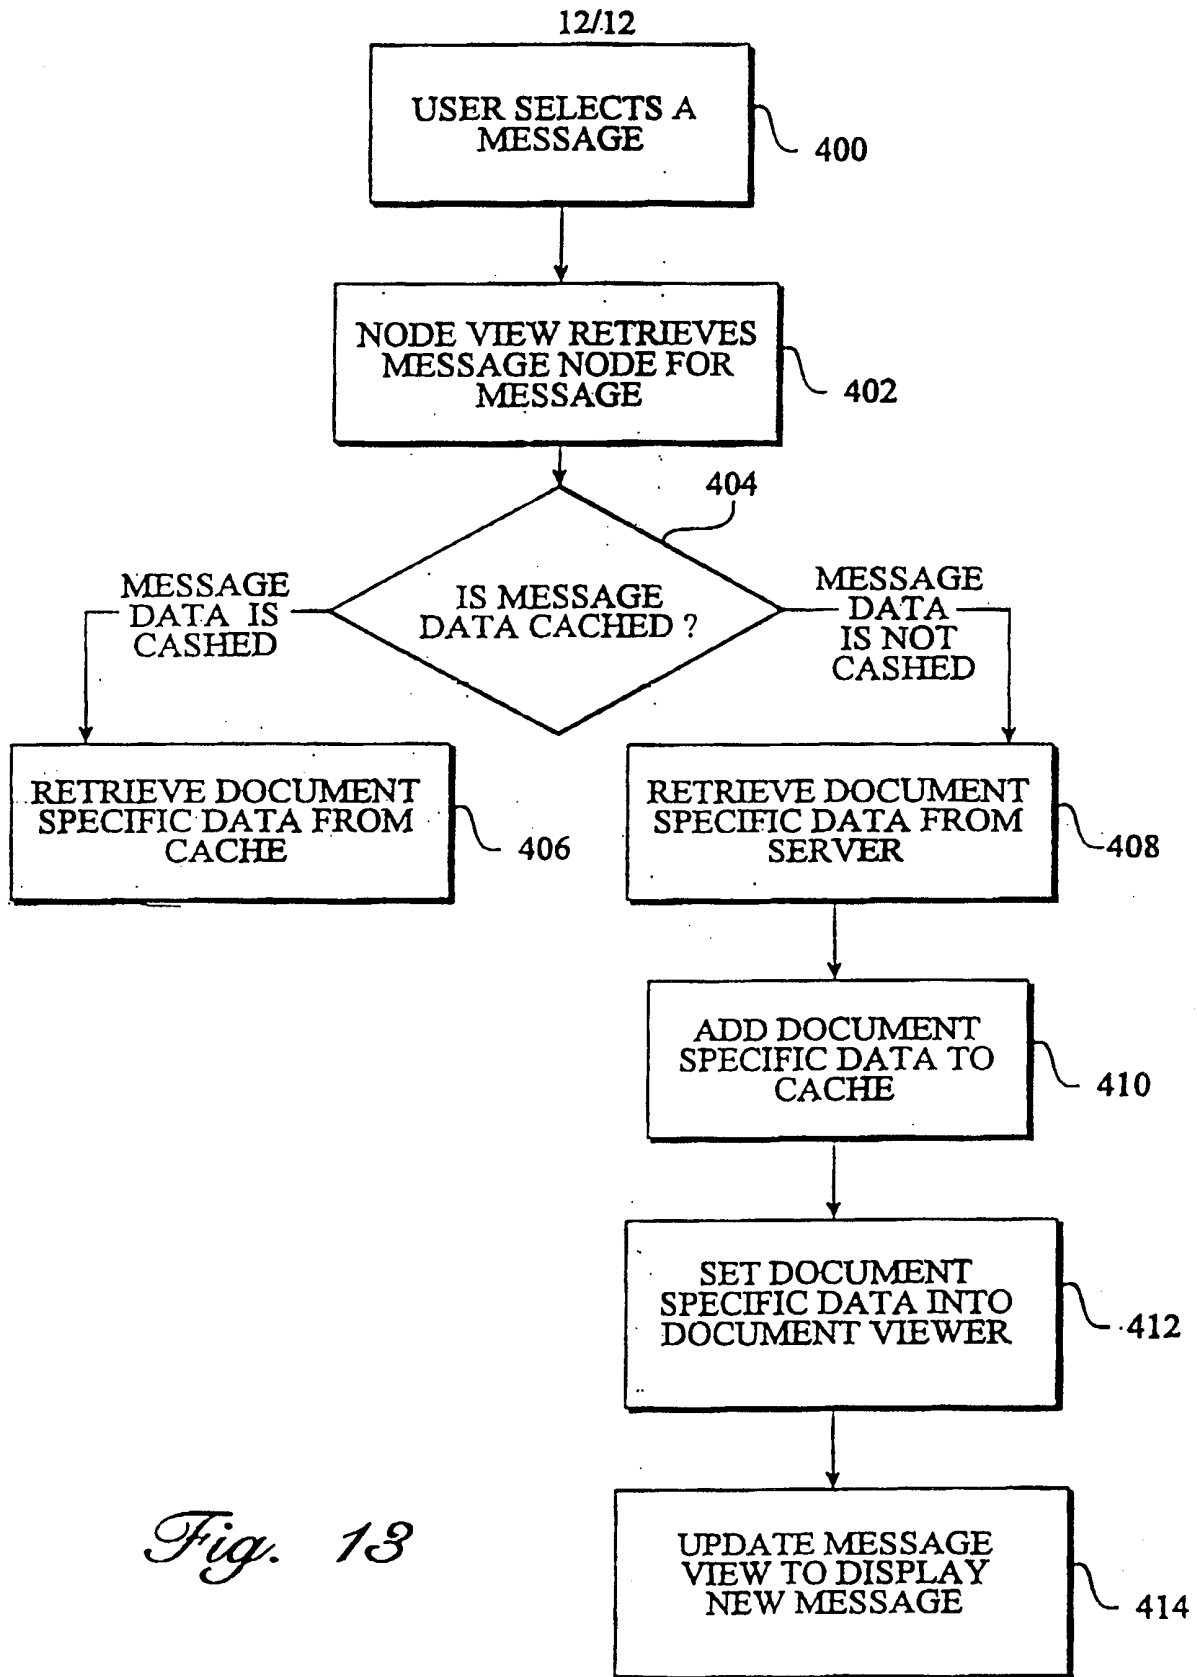 12/12
USER SELECTS A
MESSAGE
400
NODE VIEW RETRIEVES
MESSAGE NODE FOR
MESSAGE
402
404
IS MESSAGE
DATA CACHED ?
MESSAGE
DATA IS
CASHED
MESSAGE
DATA
IS NOT
CASHED
RETRIEVE DOCUMENT
SPECIFIC DATA FROM
CACHE
406
RETRIEVE DOCUMENT
SPECIFIC DATA FROM
SERVER
408
ADD DOCUMENT
SPECIFIC DATA TO
CACHE
410
SET DOCUMENT
SPECIFIC DATA INTO
DOCUMENT VIEWER
412
UPDATE MESSAGE
VIEW TO DISPLAY
NEW MESSAGE
414
Fig. 13